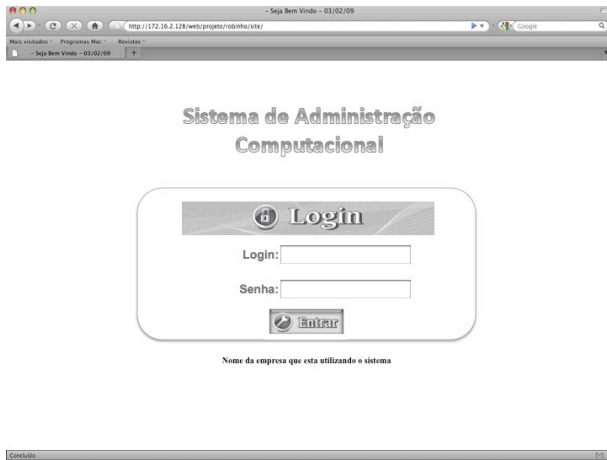 - Seja Bem Vindo - 03/02/09
http://172.16.2.128/web/projeto/robinho/site/
Google
Mais visitados Programas Mac Revistas
- Seja Bem Vindo - 03/02/09
Sistema de Administração
Computacional
Login
Login:
Senha:
Entrar
Nome da empresa que esta utilizando o sistema
Concluído